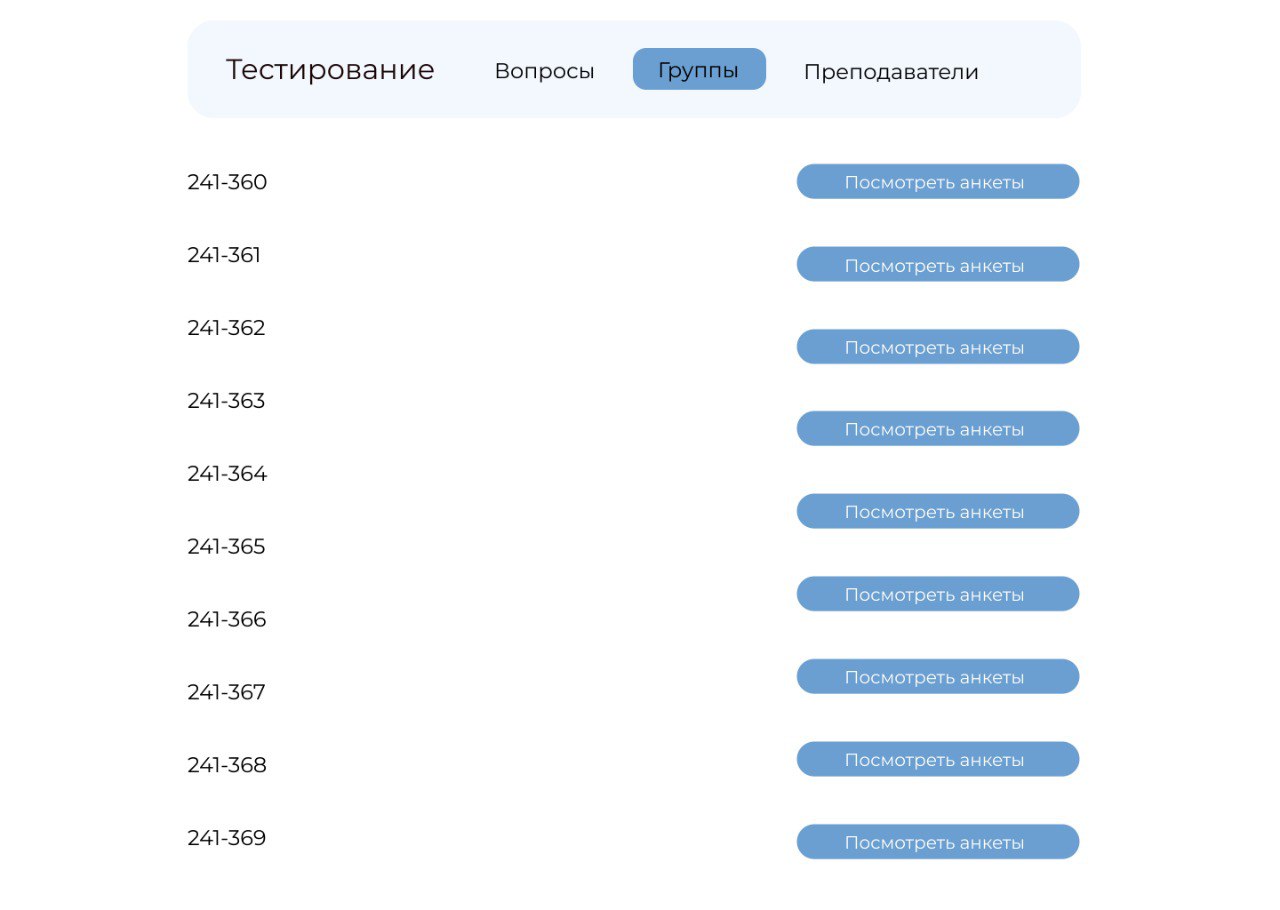 Тестирование Вопросы Группы Преподаватели
241-360 Посмотреть анкеты
241-361 Посмотреть анкеты
241-362 Посмотреть анкеты
241-363 Посмотреть анкеты
241-364 Посмотреть анкеты
241-365 Посмотреть анкеты
241-366 Посмотреть анкеты
241-367 Посмотреть анкеты
241-368 Посмотреть анкеты
241-369